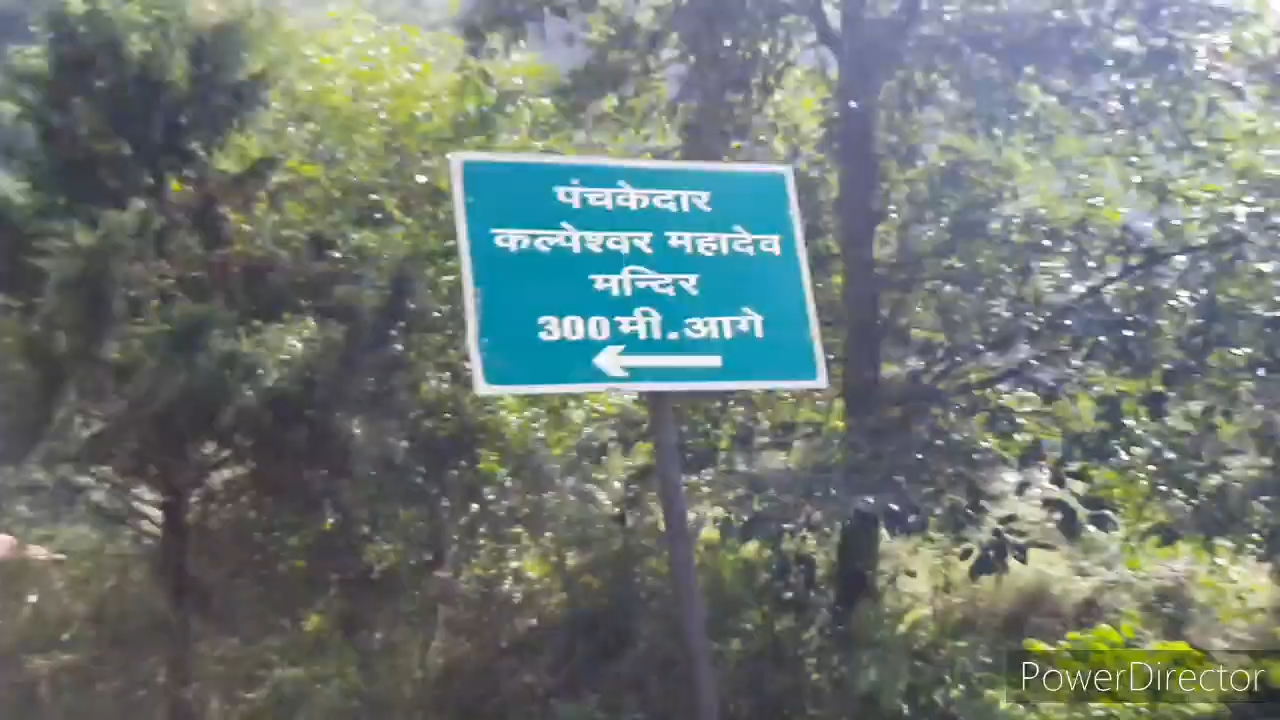 पंचकेदार
कल्पेश्वर महादेव
मन्दिर
300 मी. आगे
PowerDirector